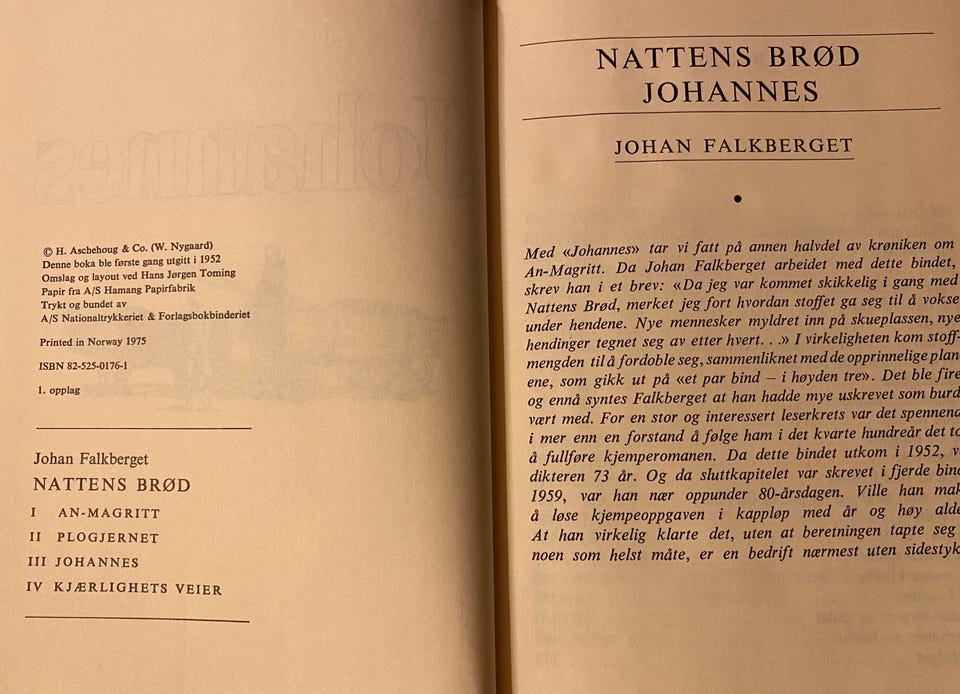 © H. Aschehoug & Co. (W. Nygaard)
Denne boka ble første gang utgitt i 1952
Omslag og layout ved Hans Jørgen Toming
Papir fra A/S Hamang Papirfabrik
Trykt og bundet av
A/S Nationaltrykkeriet & Forlagsbokbinderiet
Printed in Norway 1975
ISBN 82-525-0176-1
1. opplag
Johan Falkberget
NATTENS BRØD
I AN-MAGRITT
II PLOGJERNET
III JOHANNES
IV KJÆRLIGHETS VEIER
NATTENS BRØD
JOHANNES
JOHAN FALKBERGET
•
Med «Johannes» tar vi fatt på annen halvdel av krøniken om
An-Magritt. Da Johan Falkberget arbeidet med dette bindet,
skrev han i et brev: «Da jeg var kommet skikkelig i gang med
Nattens Brød, merket jeg fort hvordan stoffet ga seg til å vokse
under hendene. Nye mennesker myldret inn på skueplassen, nye
hendinger tegnet seg av etter hvert. . .» I virkeligheten kom stoff-
mengden til å fordoble seg, sammenliknet med de opprinnelige plan-
ene, som gikk ut på «et par bind – i høyden tre». Det ble fire
og ennå syntes Falkberget at han hadde mye uskrevet som burd
vært med. For en stor og interessert leserkrets var det spennend
i mer enn en forstand å følge ham i det kvarte hundreår det to
å fullføre kjemperomanen. Da dette bindet utkom i 1952, v
dikteren 73 år. Og da sluttkapitelet var skrevet i fjerde bind
1959, var han nær oppunder 80-årsdagen. Ville han mak
å løse kjempeoppgaven i kappløp med år og høy alde
At han virkelig klarte det, uten at beretningen tapte seg
noen som helst måte, er en bedrift nærmest uten sidestyk